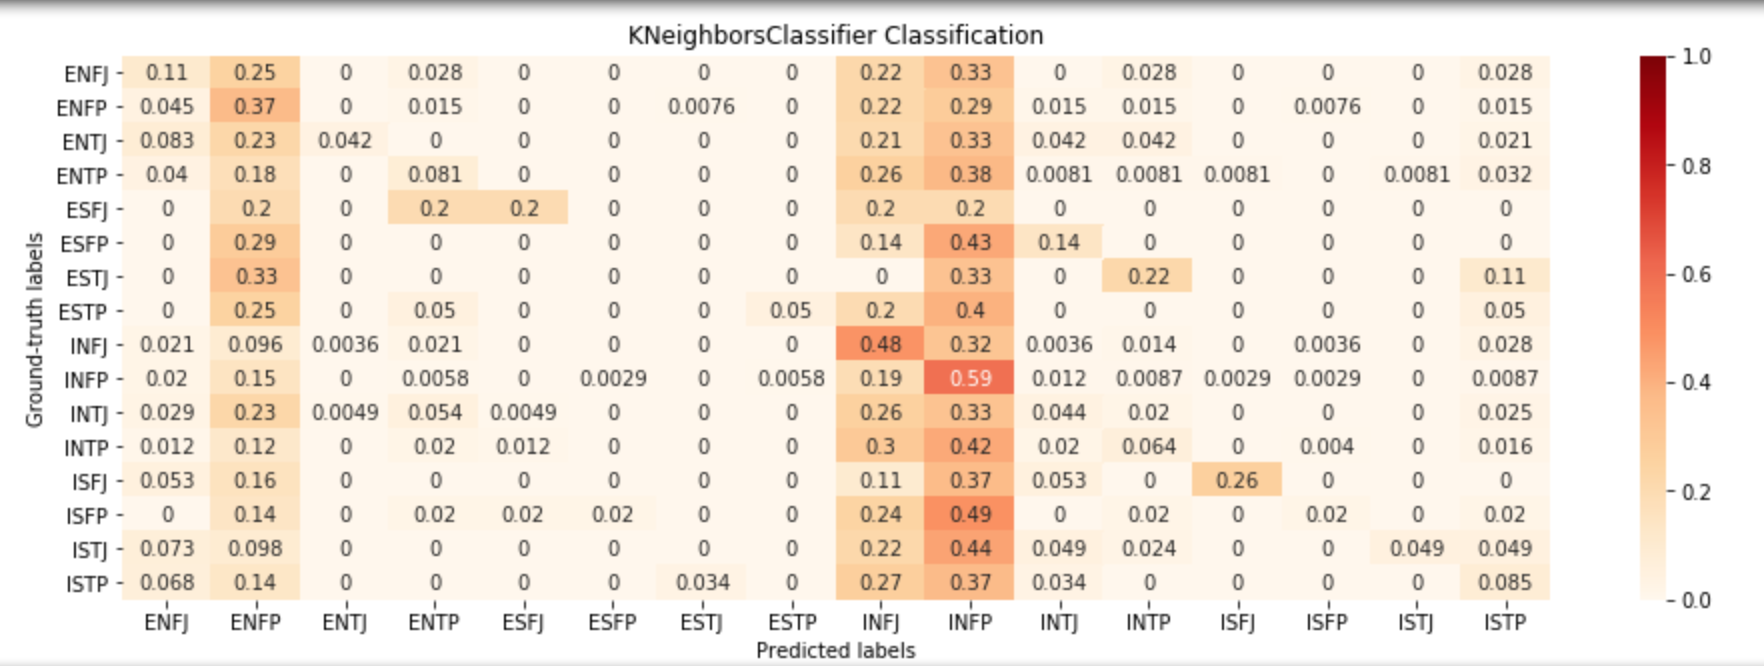 KNeighborsClassifier Classification
ENFJ 0.11 0.25 0 0.028 0 0 0 0 0.22 0.33 0 0.028 0 0 0 0.028
ENFP 0.045 0.37 0 0.015 0 0 0.0076 0 0.22 0.29 0.015 0.015 0 0.0076 0 0.015
ENTJ 0.083 0.23 0.042 0 0 0 0 0 0.21 0.33 0.042 0.042 0 0 0 0.021
ENTP 0.04 0.18 0 0.081 0 0 0 0 0.26 0.38 0.0081 0.0081 0.0081 0 0.0081 0.032
ESFJ 0 0.2 0 0.2 0.2 0 0 0 0.2 0.2 0 0 0 0 0 0
ESFP 0 0.29 0 0 0 0 0 0 0.14 0.43 0.14 0 0 0 0 0
ESTJ 0 0.33 0 0 0 0 0 0 0 0.33 0 0.22 0 0 0 0.11
ESTP 0 0.25 0 0.05 0 0 0 0.05 0.2 0.4 0 0 0 0 0 0.05
INFJ 0.021 0.096 0.0036 0.021 0 0 0 0 0.48 0.32 0.0036 0.014 0 0.0036 0 0.028
INFP 0.02 0.15 0 0.0058 0 0.0029 0 0.0058 0.19 0.59 0.012 0.0087 0.0029 0.0029 0 0.0087
INTJ 0.029 0.23 0.0049 0.054 0.0049 0 0 0 0.26 0.33 0.044 0.02 0 0 0 0.025
INTP 0.012 0.12 0 0.02 0.012 0 0 0 0.3 0.42 0.02 0.064 0 0.004 0 0.016
ISFJ 0.053 0.16 0 0 0 0 0 0 0.11 0.37 0.053 0 0.26 0 0 0
ISFP 0 0.14 0 0.02 0.02 0.02 0 0 0.24 0.49 0 0.02 0 0.02 0 0.02
ISTJ 0.073 0.098 0 0 0 0 0 0 0.22 0.44 0.049 0.024 0 0 0.049 0.049
ISTP 0.068 0.14 0 0 0 0 0.034 0 0.27 0.37 0.034 0 0 0 0 0.085
ENFJ ENFP ENTJ ENTP ESFJ ESFP ESTJ ESTP INFJ INFP INTJ INTP ISFJ ISFP ISTJ ISTP
Predicted labels
Ground-truth labels
1.0
0.8
0.6
0.4
0.2
0.0